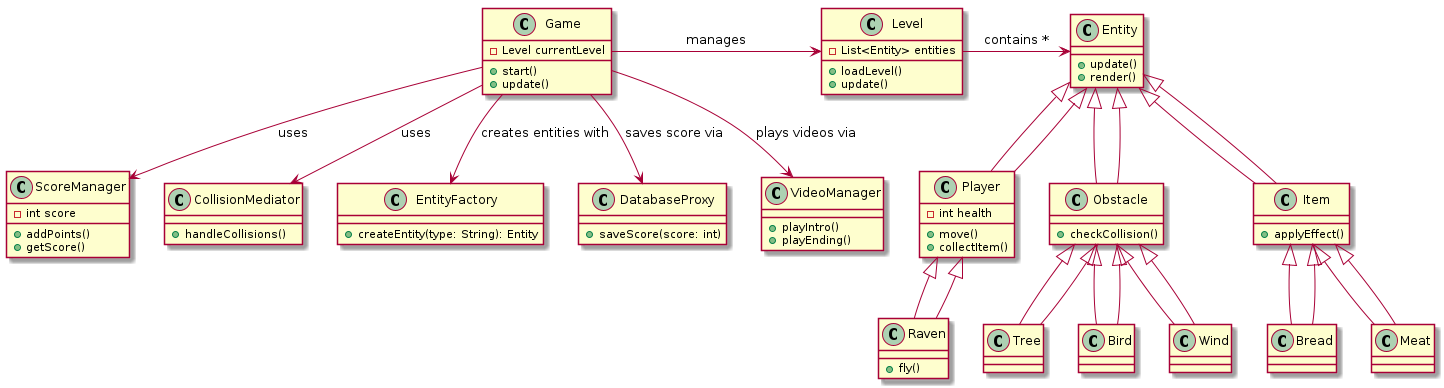 C Game
Level currentLevel
start()
update()
manages
C Level
List<Entity> entities
loadLevel()
update()
contains *
C Entity
update()
render()
uses
uses
creates entities with
saves score via
plays videos via
C ScoreManager
int score
addPoints()
getScore()
C CollisionMediator
handleCollisions()
C EntityFactory
createEntity(type: String): Entity
C DatabaseProxy
saveScore(score: int)
C VideoManager
playIntro()
playEnding()
C Player
int health
move()
collectItem()
C Obstacle
checkCollision()
C Item
applyEffect()
C Raven
fly()
C Tree
C Bird
C Wind
C Bread
C Meat